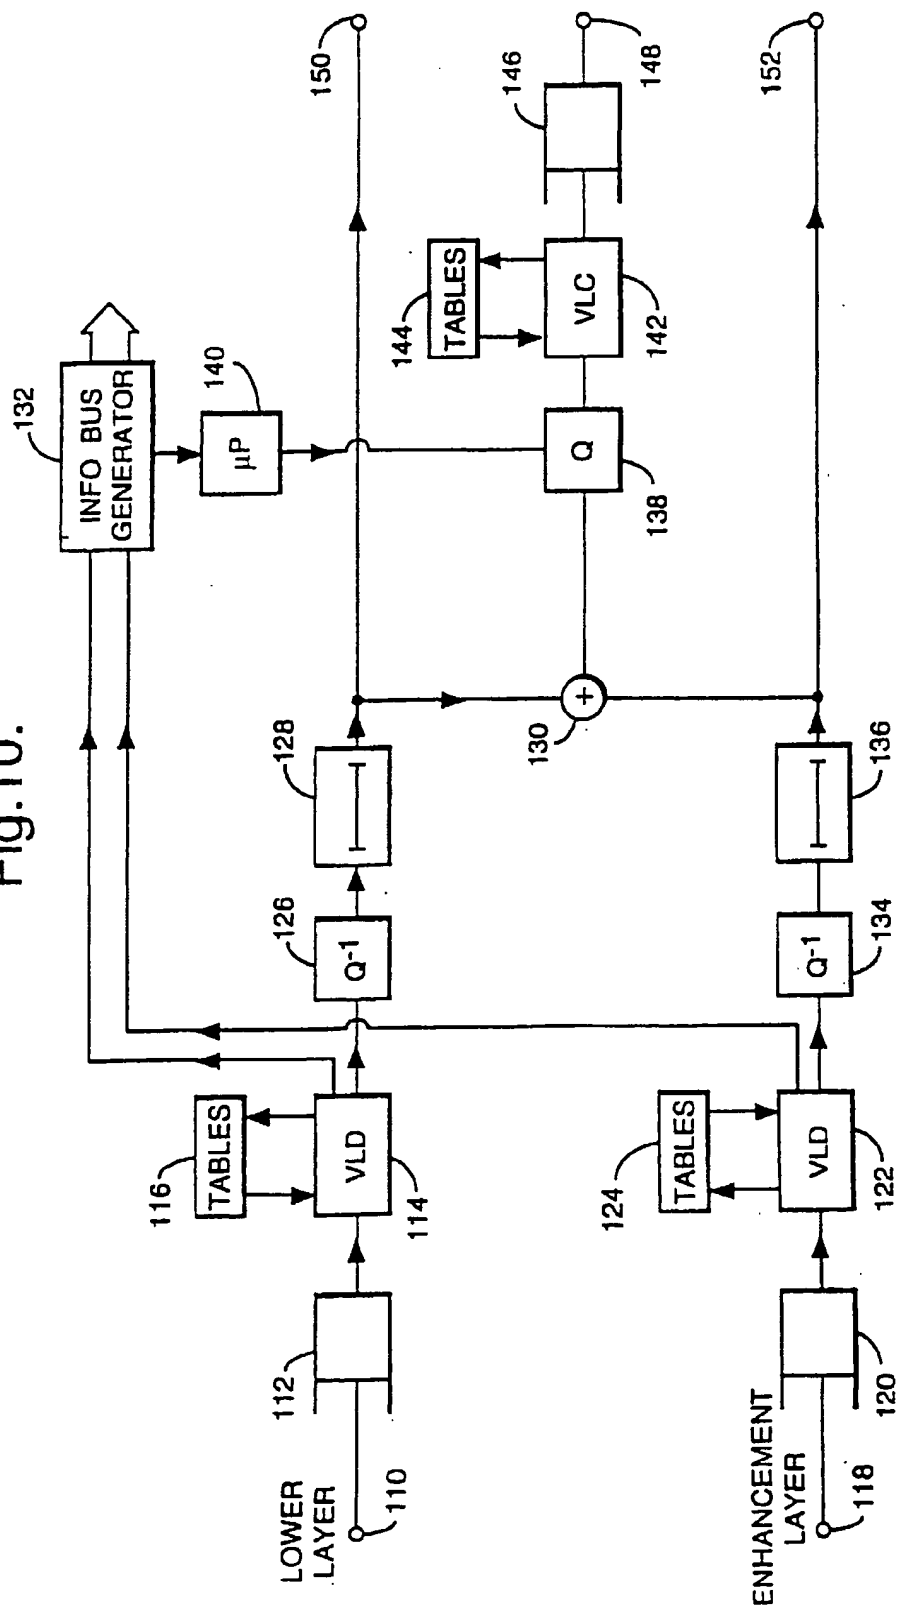 Fig.10.
132
INFO BUS
GENERATOR
116
TABLES
140
µP
LOWER
LAYER
110
112
VLD
114
126
Q-1
128
150
144
TABLES
146
130
Q
138
VLC
142
148
124
TABLES
ENHANCEMENT
LAYER
118
120
VLD
122
Q-1
134
136
152
+